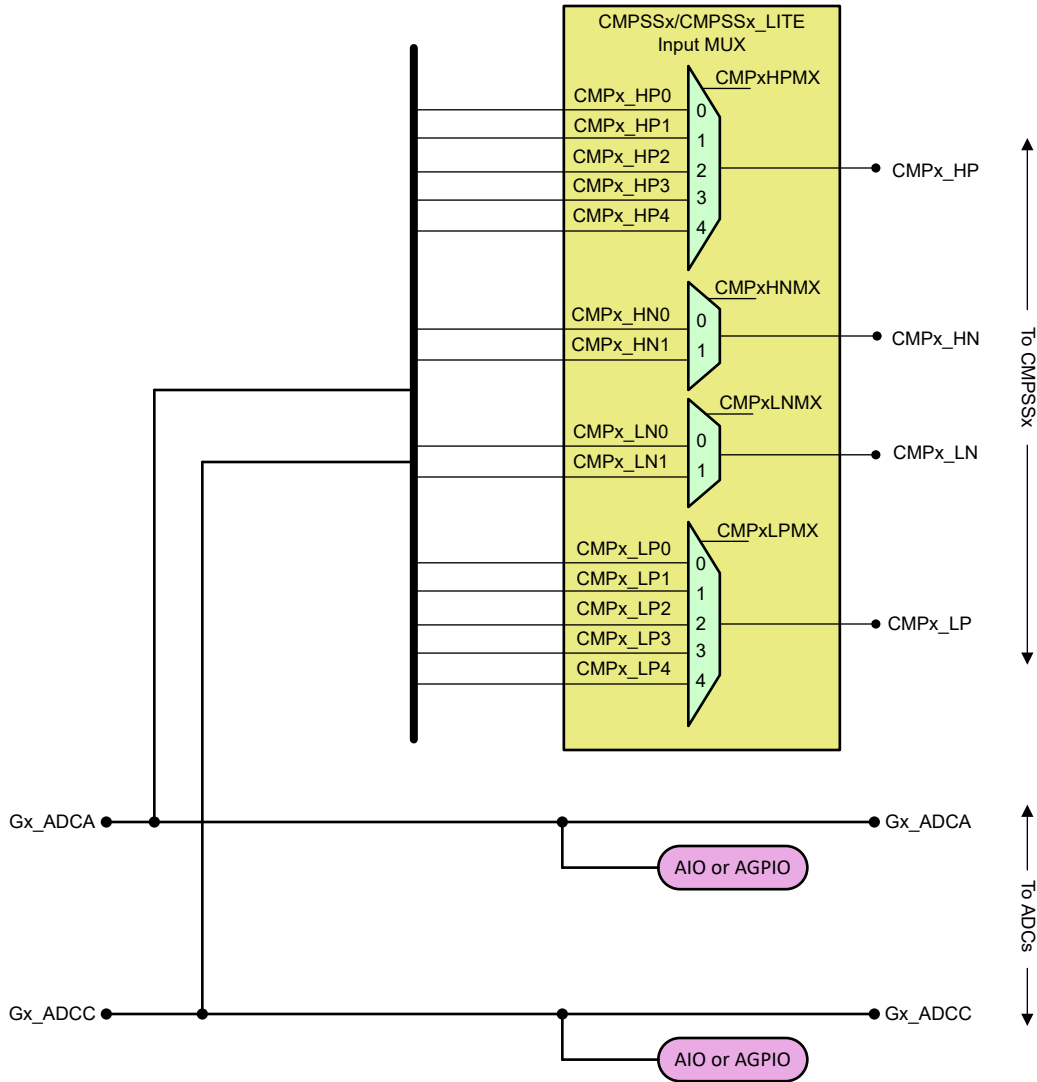 CMPSSx/CMPSSx_LITE
Input MUX
CMPxHPMX
CMPx_HP0
0
CMPx_HP1
1
CMPx_HP2
2
CMPx_HP
CMPx_HP3
3
CMPx_HP4
4
CMPxHNMX
CMPx_HN0
0
CMPx_HN
CMPx_HN1
1
To CMPSSx
CMPxLNMX
CMPx_LN0
0
CMPx_LN
CMPx_LN1
1
CMPxLPMX
CMPx_LP0
0
CMPx_LP1
1
CMPx_LP2
2
CMPx_LP
CMPx_LP3
3
CMPx_LP4
4
Gx_ADCA
Gx_ADCA
AIO or AGPIO
To ADCs
Gx_ADCC
Gx_ADCC
AIO or AGPIO